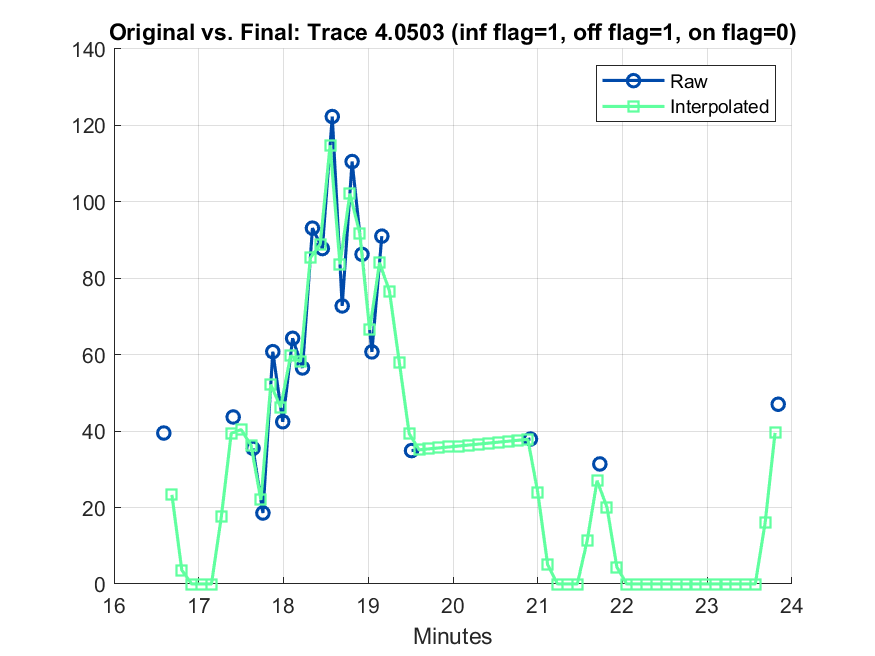 Original vs. Final: Trace 4.0503 (inf flag=1, off flag=1, on flag=0)
140
120
100
80
60
40
20
0
Raw
Interpolated
16 17 18 19 20 21 22 23 24
Minutes